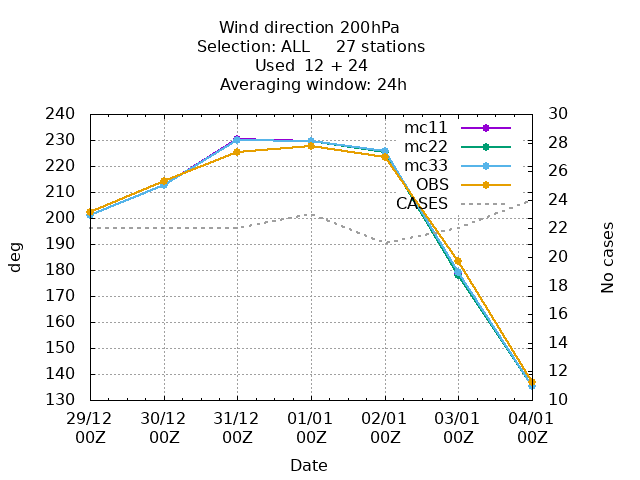 Wind direction 200hPa
Selection: ALL 27 stations
Used 12 + 24
Averaging window: 24h
240
230
220
210
200
190
180
170
160
150
140
130
30
28
26
24
22
20
18
16
14
12
10
mc11
mc22
mc33
OBS
CASES
deg
No cases
29/12 30/12 31/12 01/01 02/01 03/01 04/01
00Z 00Z 00Z 00Z 00Z 00Z 00Z
Date